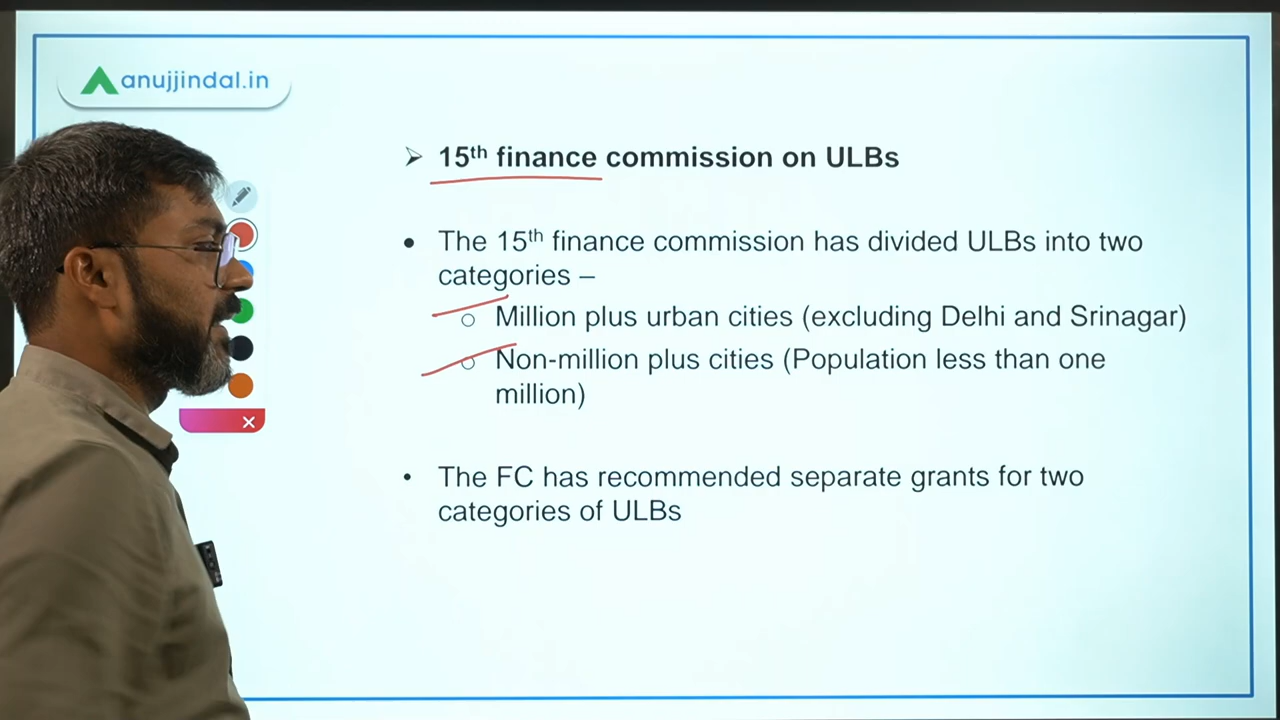 anujjindal.in
➢ 15th finance commission on ULBs
• The 15th finance commission has divided ULBs into two
categories –
○ Million plus urban cities (excluding Delhi and Srinagar)
○ Non-million plus cities (Population less than one
million)
• The FC has recommended separate grants for two
categories of ULBs